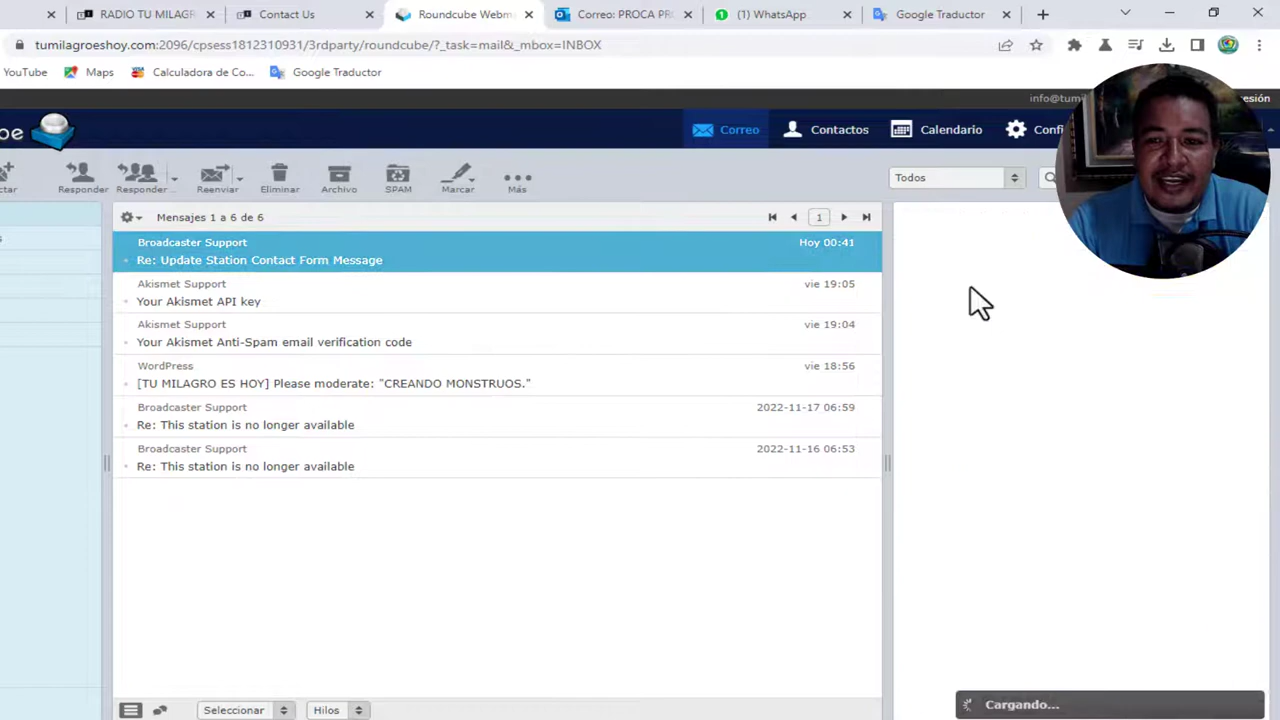 RADIO TU MILAGR
Contact Us
Roundcube Webm
Correo: PROCA PR
(1) WhatsApp
Google Traductor
tumilagroeshoy.com:2096/cpsess1812310931/3rdparty/roundcube/?_task=mail&_mbox=INBOX
YouTube
Maps
Calculadora de Co...
Google Traductor
info@tumil
esión
be
Correo
Contactos
Calendario
Confi
ctar
Responder
Responder...
Reenviar
Eliminar
Archivo
SPAM
Marcar
Más
Todos
Mensajes 1 a 6 de 6
1
Broadcaster Support
Hoy 00:41
Re: Update Station Contact Form Message
Akismet Support
vie 19:05
Your Akismet API key
Akismet Support
vie 19:04
Your Akismet Anti-Spam email verification code
WordPress
vie 18:56
[TU MILAGRO ES HOY] Please moderate: "CREANDO MONSTRUOS."
Broadcaster Support
2022-11-17 06:59
Re: This station is no longer available
Broadcaster Support
2022-11-16 06:53
Re: This station is no longer available
Seleccionar
Hilos
Cargando...